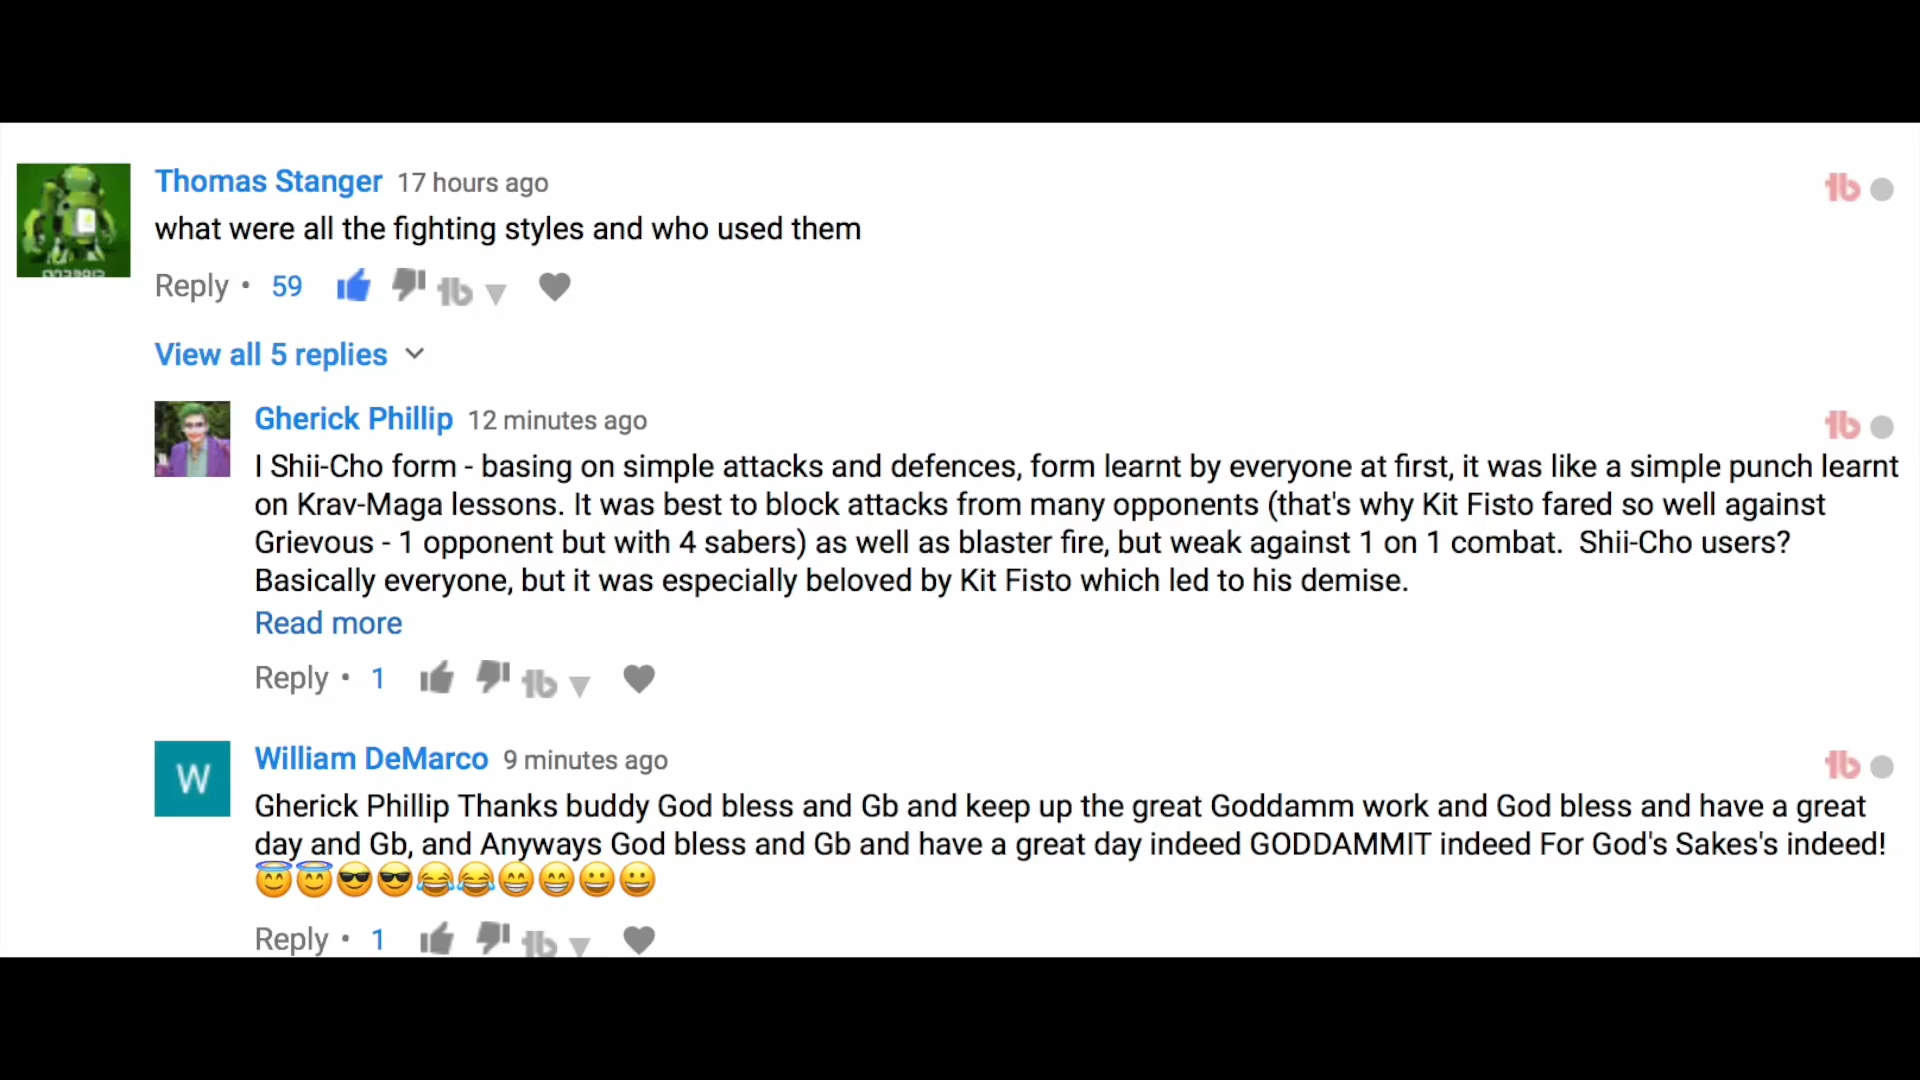 Thomas Stanger 17 hours ago
what were all the fighting styles and who used them
Reply • 59
View all 5 replies
Gherick Phillip 12 minutes ago
I Shii-Cho form - basing on simple attacks and defences, form learnt by everyone at first, it was like a simple punch learnt
on Krav-Maga lessons. It was best to block attacks from many opponents (that's why Kit Fisto fared so well against
Grievous - 1 opponent but with 4 sabers) as well as blaster fire, but weak against 1 on 1 combat.  Shii-Cho users?
Basically everyone, but it was especially beloved by Kit Fisto which led to his demise.
Read more
Reply • 1
W
William DeMarco 9 minutes ago
Gherick Phillip Thanks buddy God bless and Gb and keep up the great Goddamm work and God bless and have a great
day and Gb, and Anyways God bless and Gb and have a great day indeed GODDAMMIT indeed For God's Sakes's indeed!
😇😇😎😎😂😂😁😁😀😀
Reply • 1